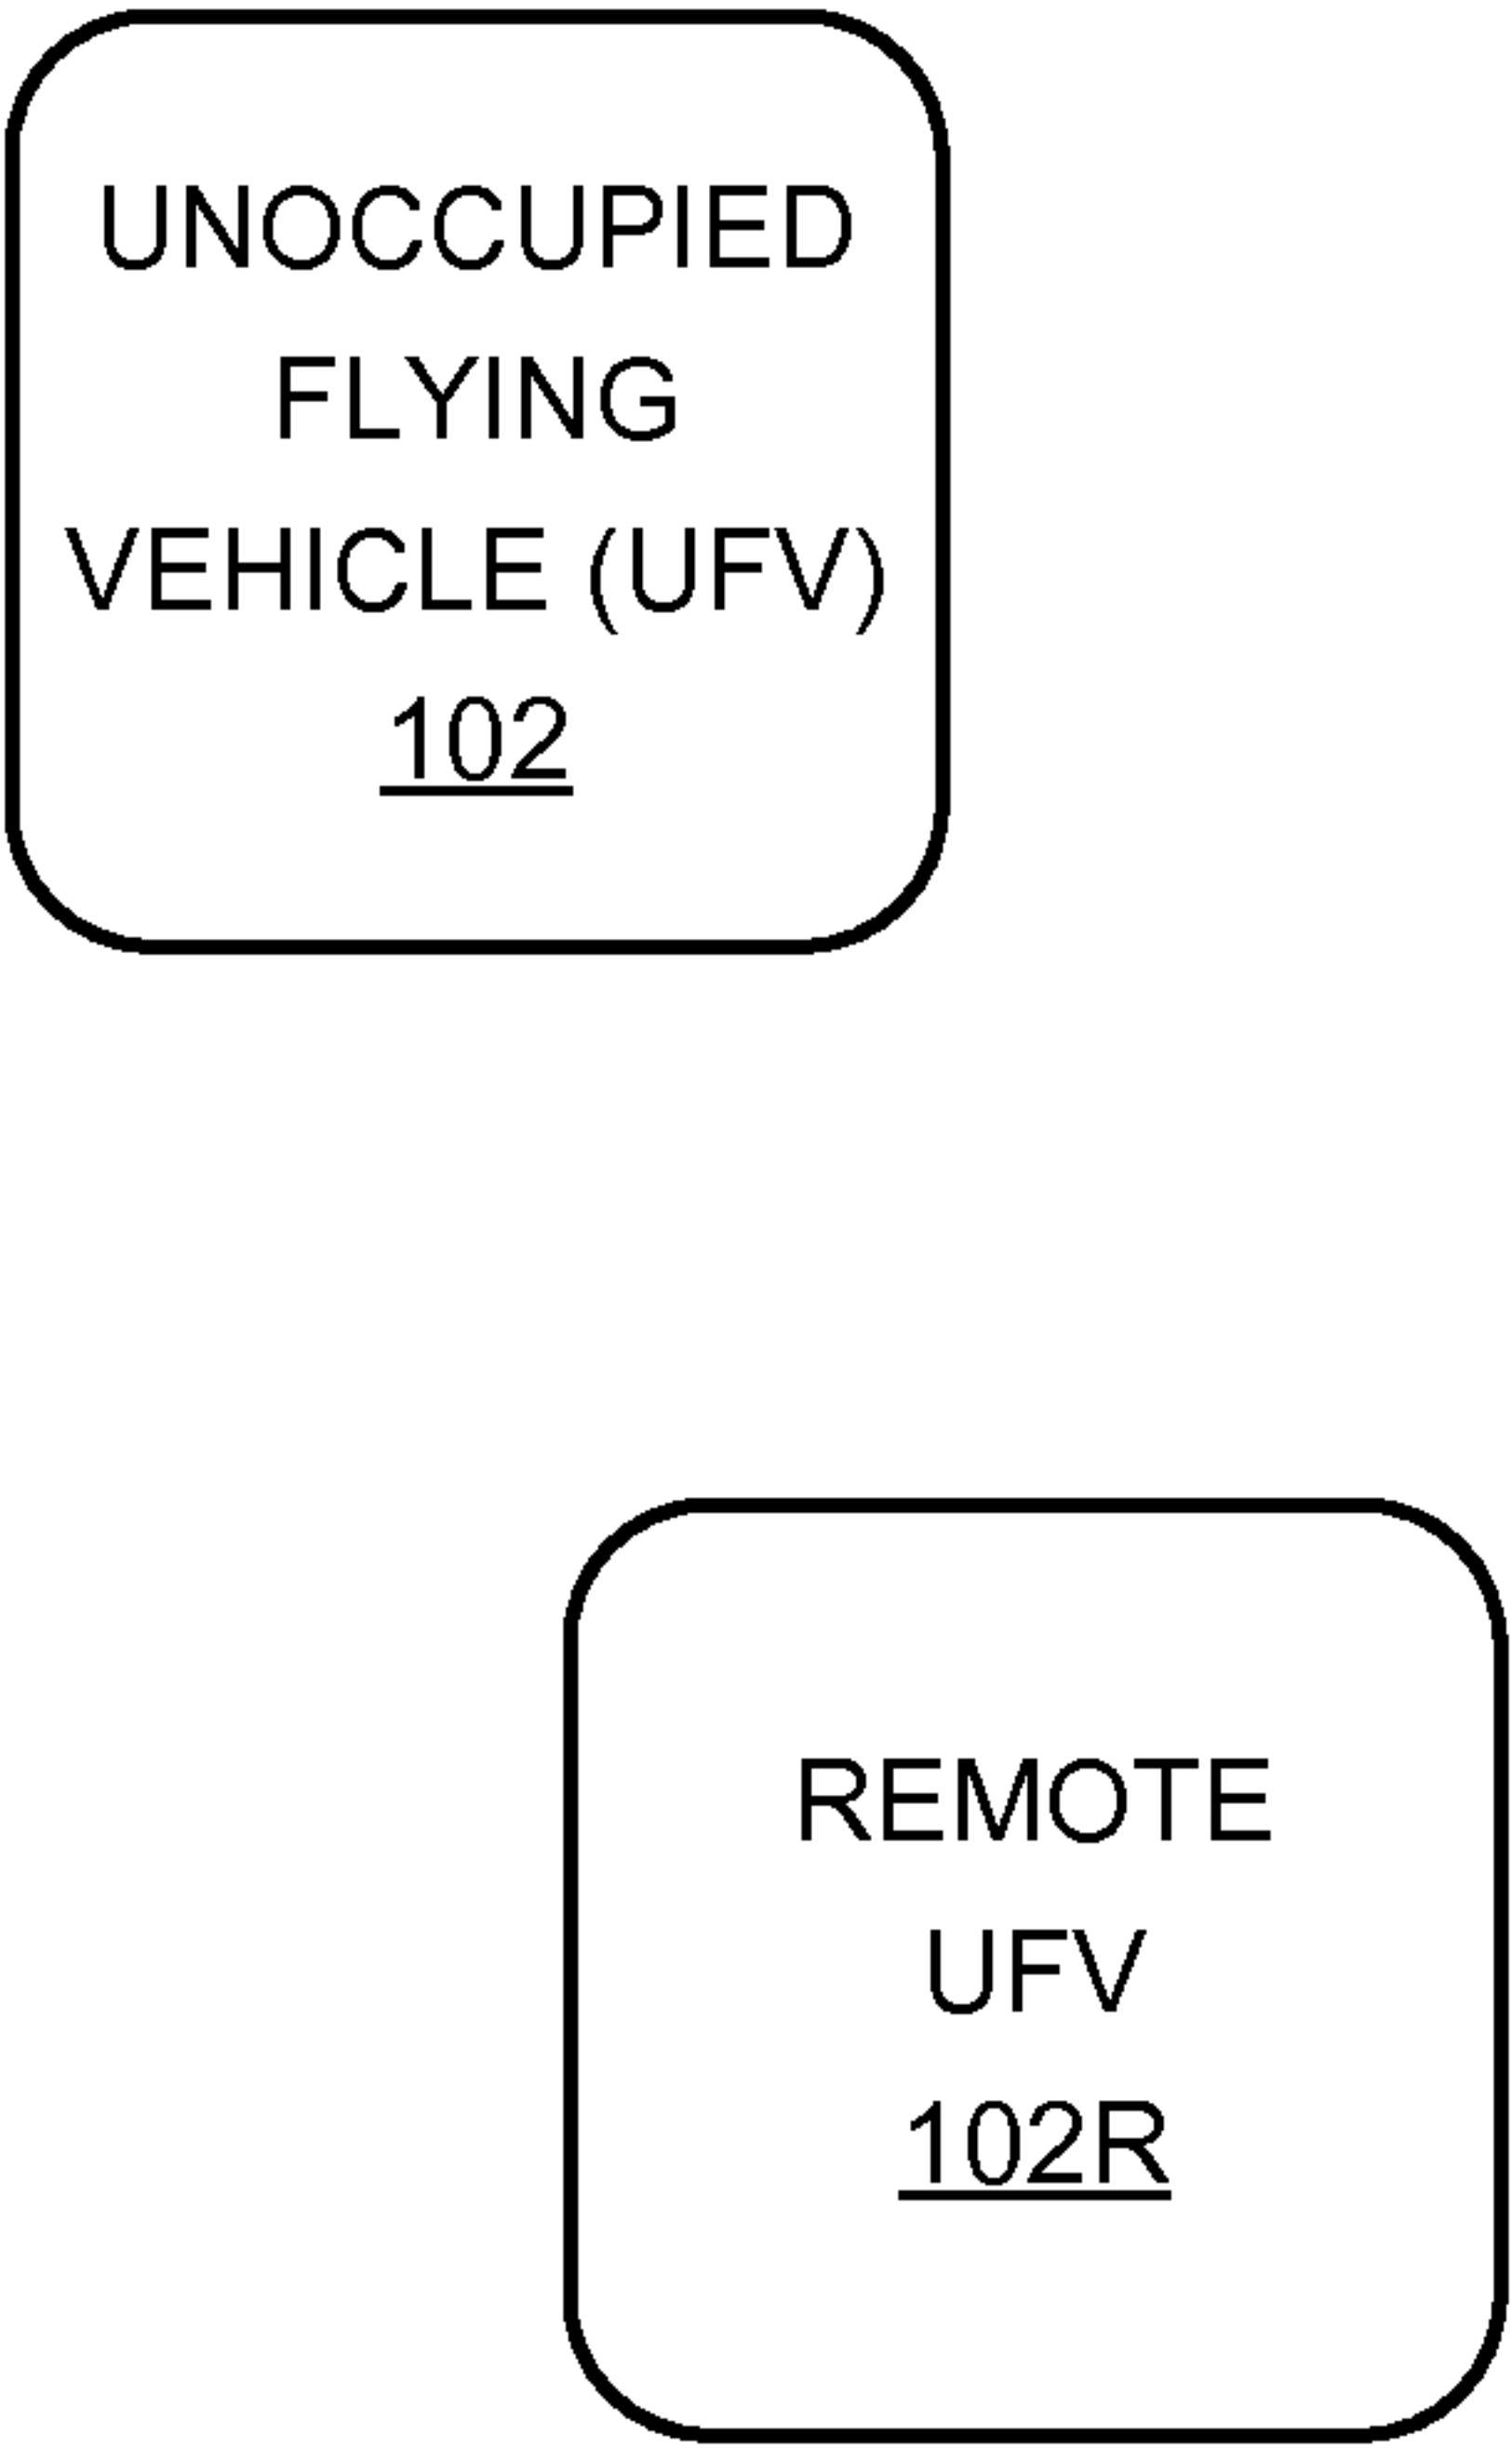 UNOCCUPIED
FLYING
VEHICLE (UFV)
102
REMOTE
UFV
102R